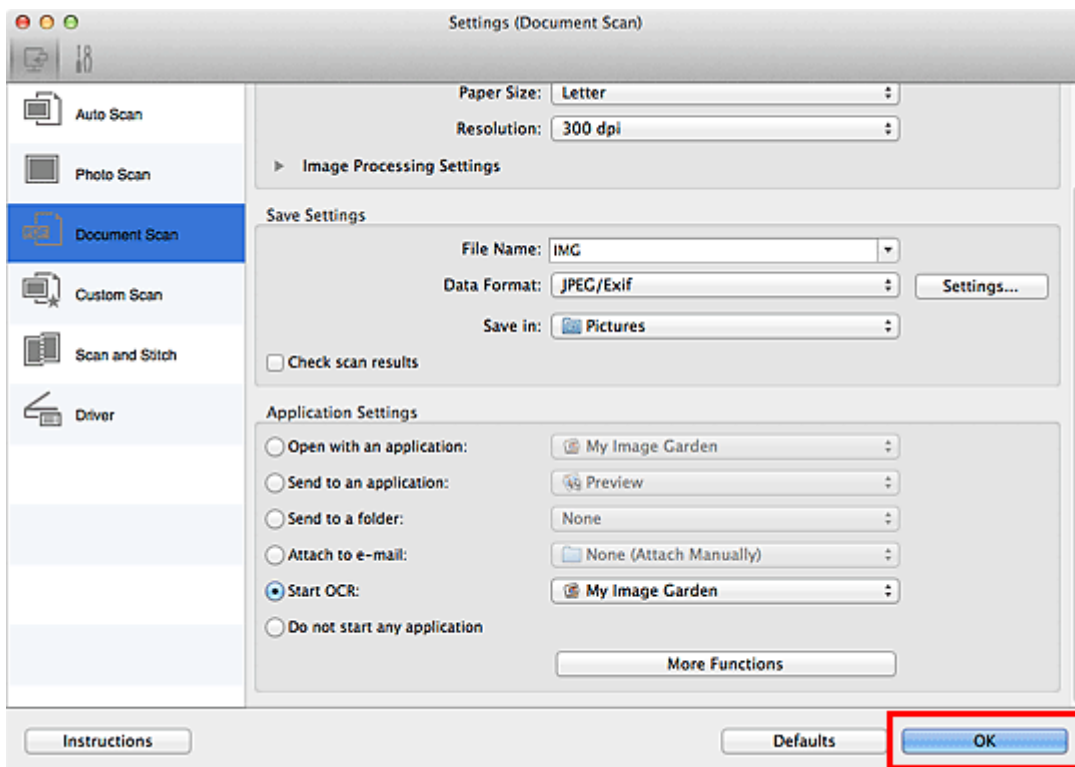 Settings (Document Scan)
Auto Scan
Photo Scan
Document Scan
Custom Scan
Scan and Stitch
Driver
Paper Size: Letter
Resolution: 300 dpi
Image Processing Settings
Save Settings
File Name: IMG
Data Format: JPEG/Exif Settings...
Save in: Pictures
Check scan results
Application Settings
Open with an application: My Image Garden
Send to an application: Preview
Send to a folder: None
Attach to e-mail: None (Attach Manually)
Start OCR: My Image Garden
Do not start any application
More Functions
Instructions Defaults OK